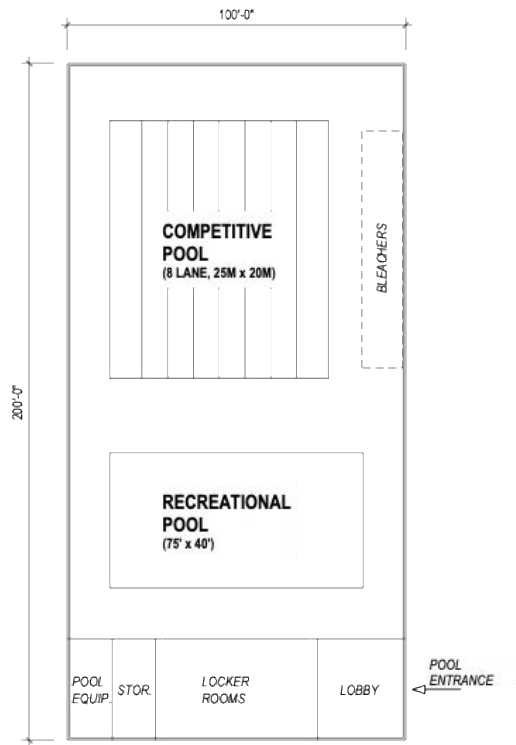 100'-0"
COMPETITIVE
POOL
(8 LANE, 25M x 20M)
BLEACHERS
200'-0"
RECREATIONAL
POOL
(75' x 40')
POOL
EQUIP.
STOR.
LOCKER
ROOMS
LOBBY
POOL
ENTRANCE